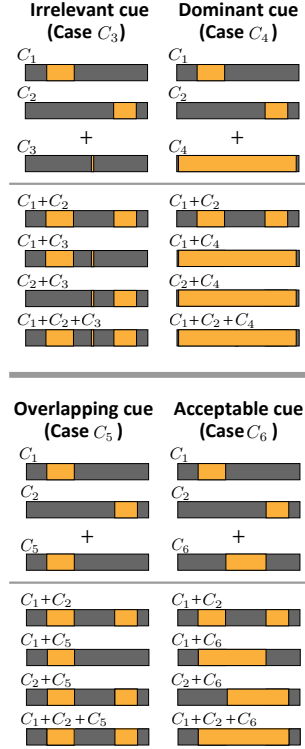 Irrelevant cue
(Case C₃)
C₁
C₂
+
C₃
C₁+C₂
C₁+C₃
C₂+C₃
C₁+C₂+C₃
Dominant cue
(Case C₄)
C₁
C₂
+
C₄
C₁+C₂
C₁+C₄
C₂+C₄
C₁+C₂+C₄
Overlapping cue
(Case C₅)
C₁
C₂
+
C₅
C₁+C₂
C₁+C₅
C₂+C₅
C₁+C₂+C₅
Acceptable cue
(Case C₆)
C₁
C₂
+
C₆
C₁+C₂
C₁+C₆
C₂+C₆
C₁+C₂+C₆